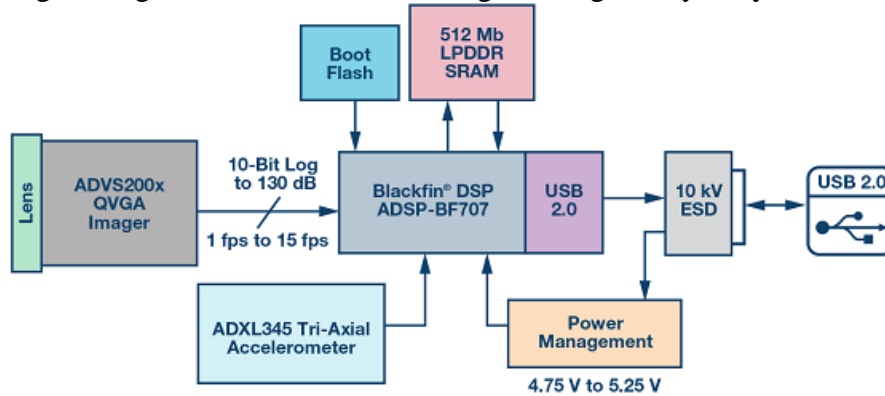 Boot
Flash
512 Mb
LPDDR
SRAM
Lens
ADVS200x
QVGA
Imager
10-Bit Log
to 130 dB
1 fps to 15 fps
Blackfin® DSP
ADSP-BF707
USB
2.0
10 kV
ESD
USB 2.0
ADXL345 Tri-Axial
Accelerometer
Power
Management
4.75 V to 5.25 V